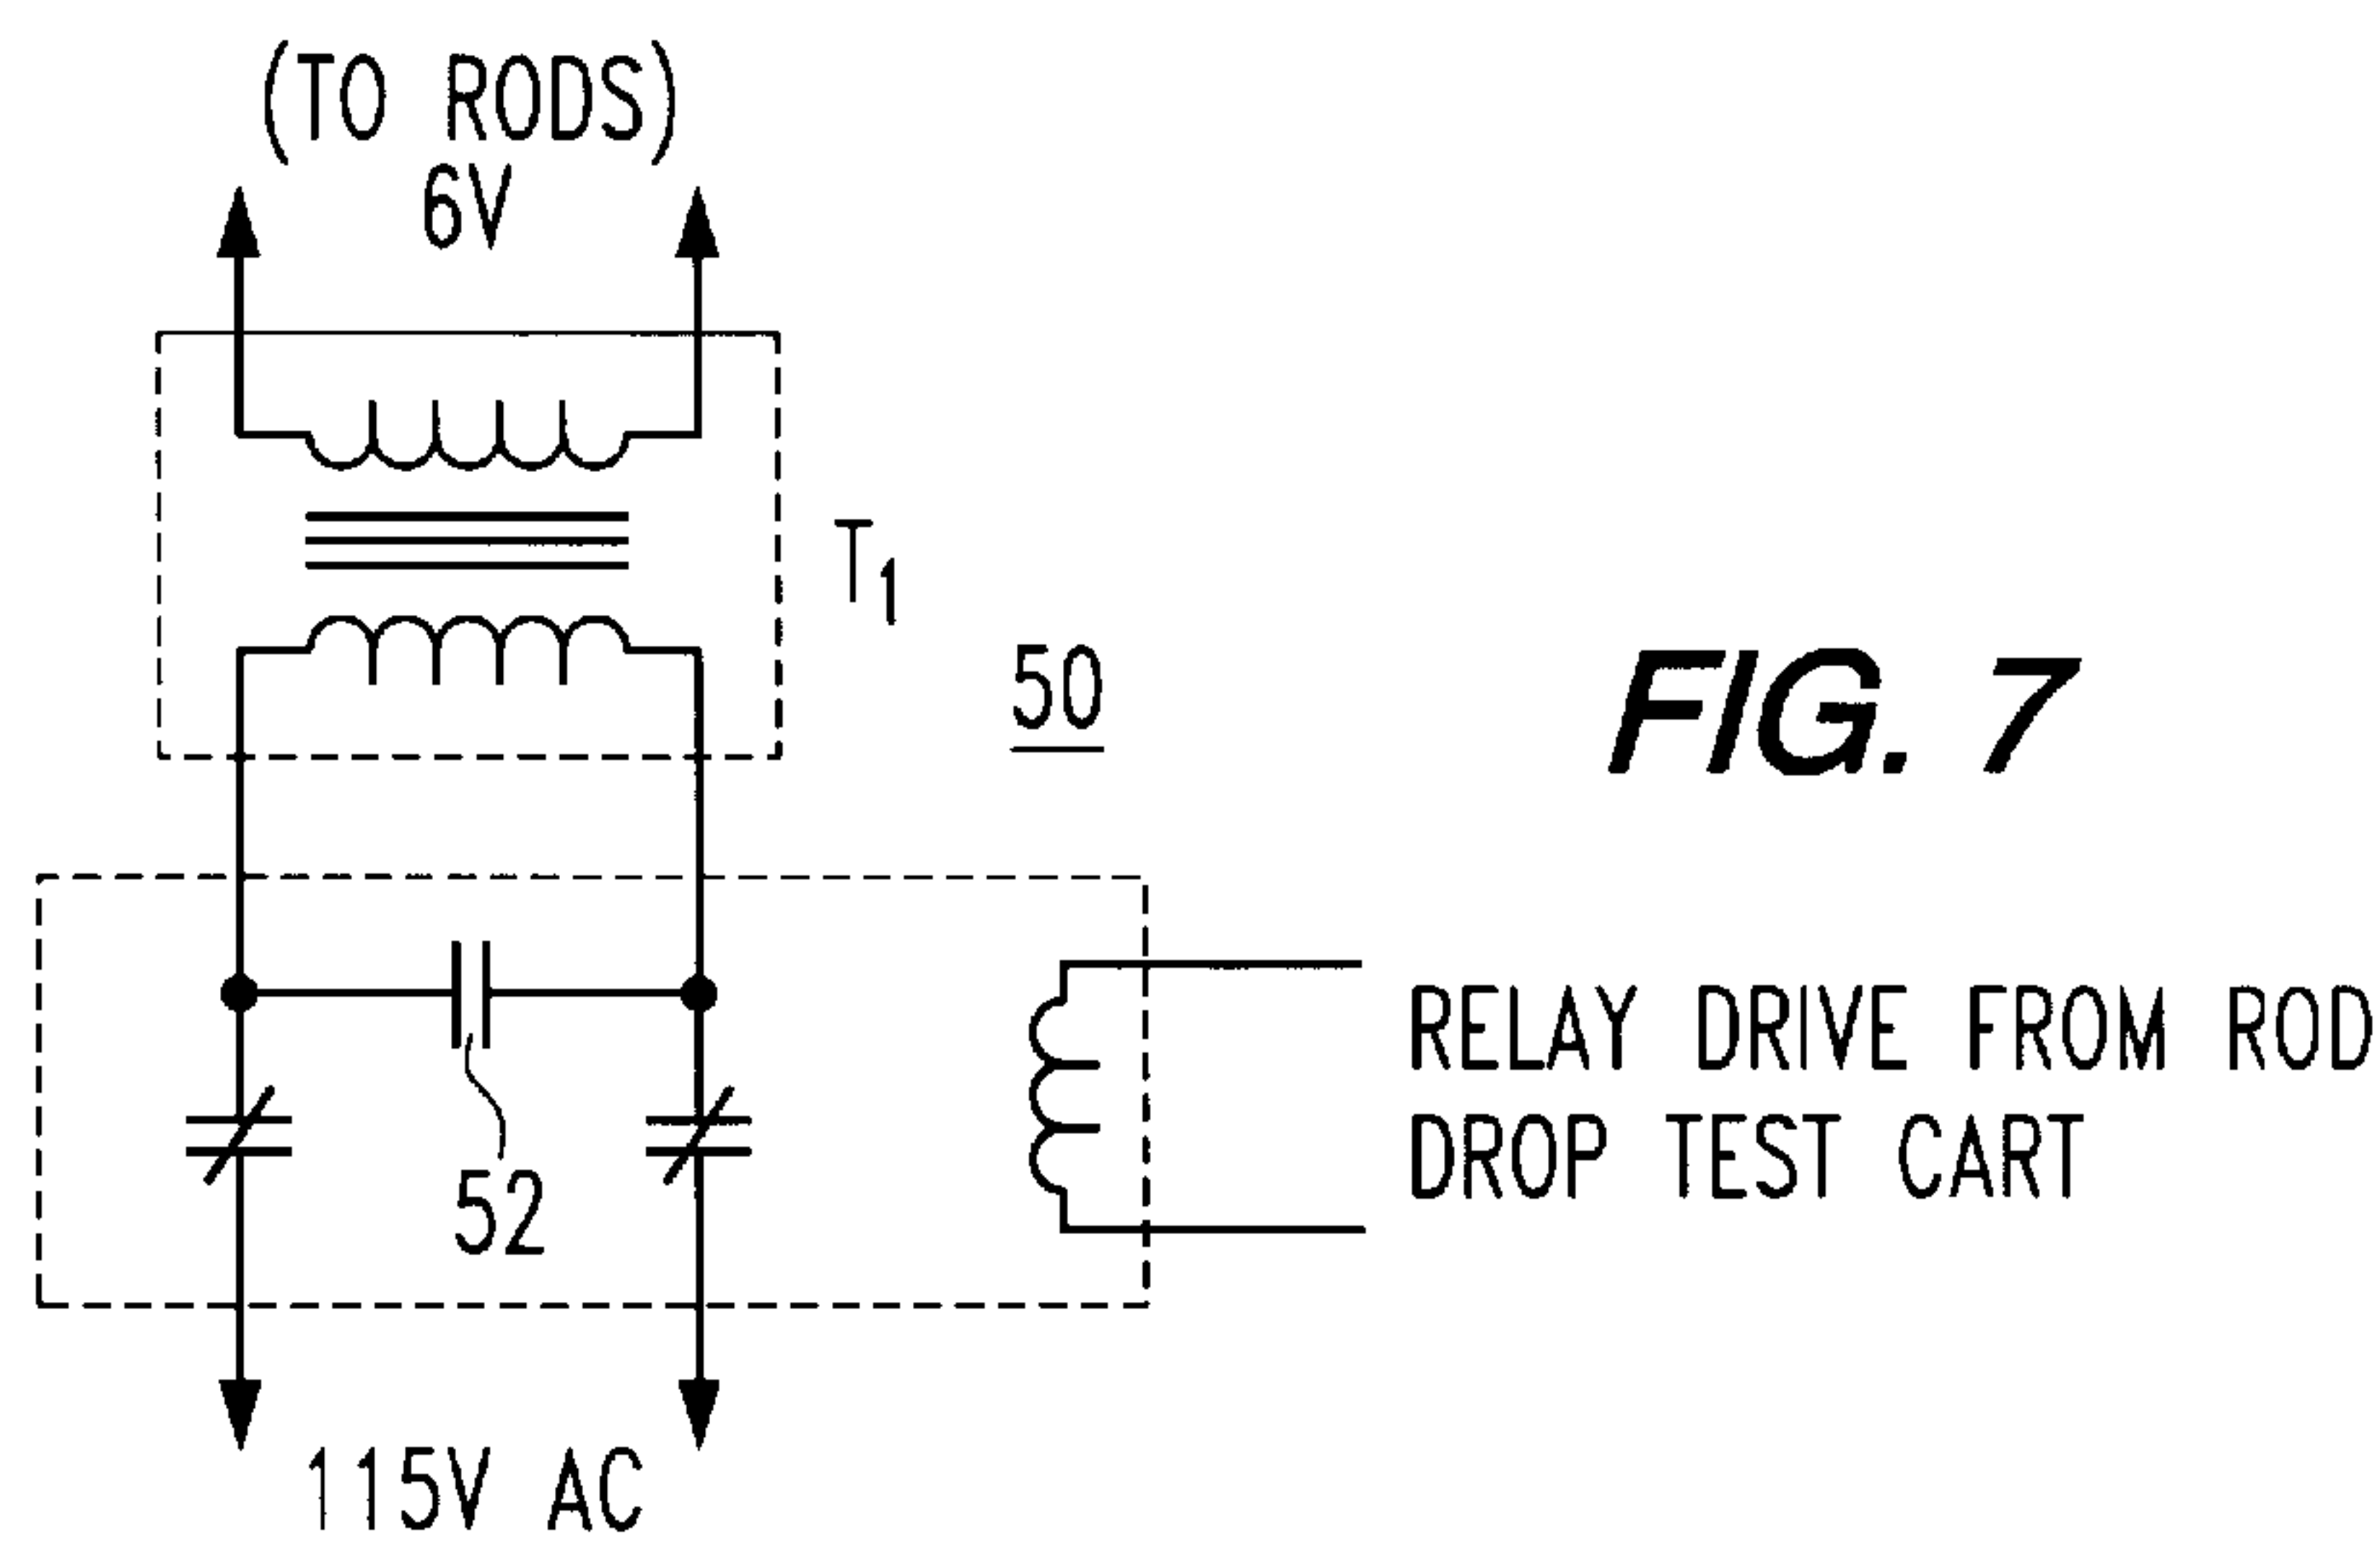 (TO RODS)
6V
T1
50
FIG. 7
RELAY DRIVE FROM ROD
DROP TEST CART
52
115V AC